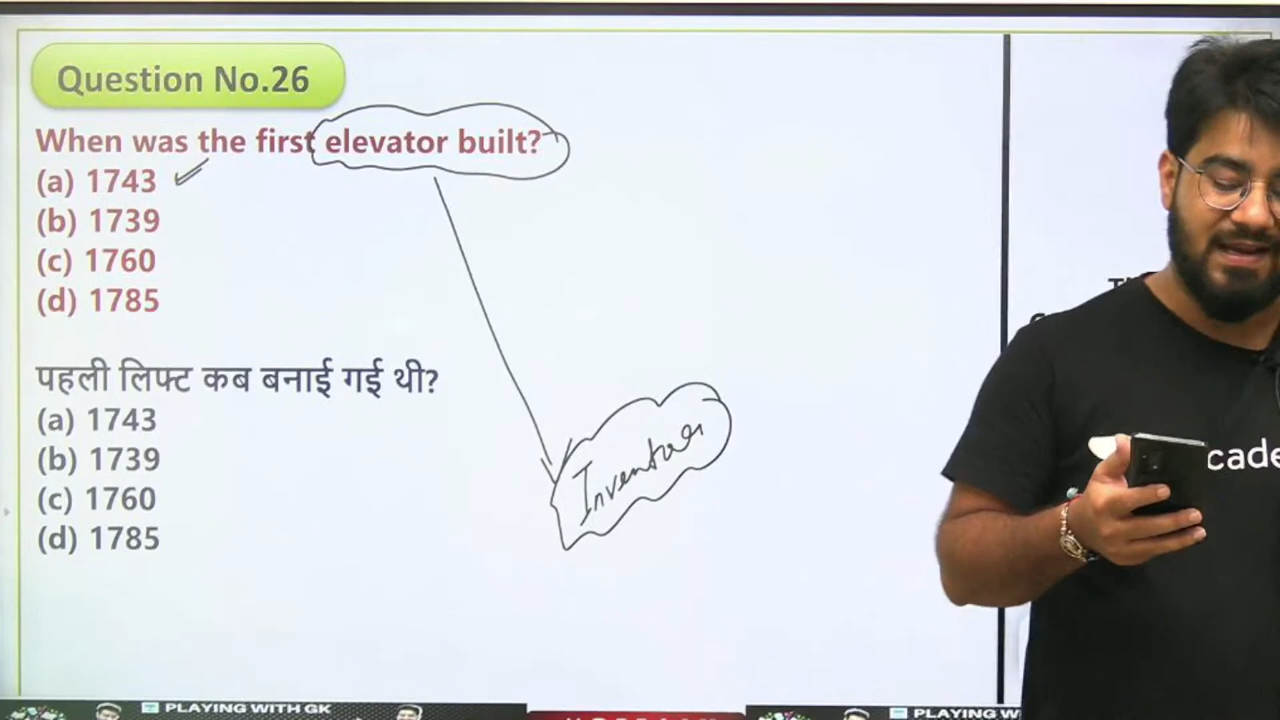 Question No.26
When was the first elevator built?
(a) 1743
(b) 1739
(c) 1760
(d) 1785
पहली लिफ्ट कब बनाई गई थी?
(a) 1743
(b) 1739
(c) 1760
(d) 1785
cade
PLAYING WITH GK
PLAYING W